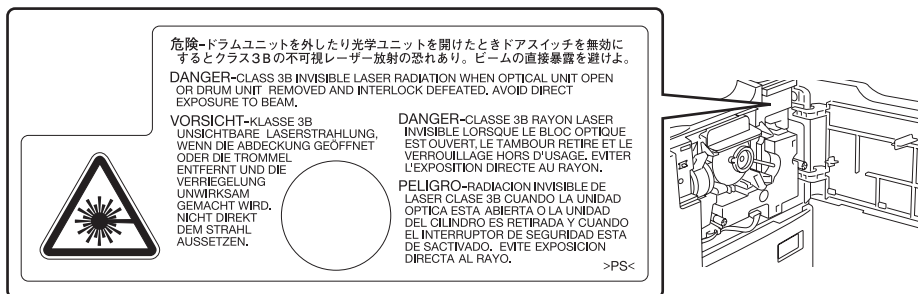 危険-ドラムユニットを外したり光学ユニットを開けたときドアスイッチを無効に
するとクラス3Bの不可視レーザー放射の恐れあり。ビームの直接暴露を避けよ。
DANGER-CLASS 3B INVISIBLE LASER RADIATION WHEN OPTICAL UNIT OPEN
OR DRUM UNIT REMOVED AND INTERLOCK DEFEATED. AVOID DIRECT
EXPOSURE TO BEAM.
VORSICHT-KLASSE 3B
UNSICHTBARE LASERSTRAHLUNG,
WENN DIE ABDECKUNG GEÖFFNET
ODER DIE TROMMEL
ENTFERNT UND DIE
VERRIEGELUNG
UNWIRKSAM
GEMACHT WIRD.
NICHT DIREKT
DEM STRAHL
AUSSETZEN.
DANGER-CLASSE 3B RAYON LASER
INVISIBLE LORSQUE LE BLOC OPTIQUE
EST OUVERT, LE TAMBOUR RETIRE ET LE
VERROUILLAGE HORS D'USAGE. EVITER
L'EXPOSITION DIRECTE AU RAYON.
PELIGRO-RADIACION INVISIBLE DE
LASER CLASE 3B CUANDO LA UNIDAD
OPTICA ESTA ABIERTA O LA UNIDAD
DEL CILINDRO ES RETIRADA Y CUANDO
EL INTERRUPTOR DE SEGURIDAD ESTA
DE SACTIVADO. EVITE EXPOSICION
DIRECTA AL RAYO.
>PS<